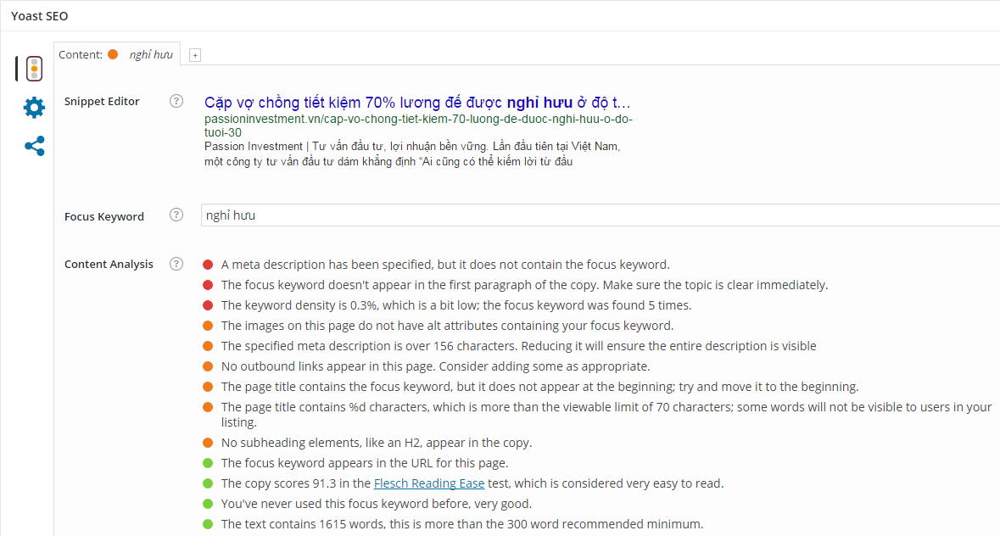 Yoast SEO
Content: nghỉ hưu +
Snippet Editor ?
Cặp vợ chồng tiết kiệm 70% lương để được nghỉ hưu ở độ t...
passioninvestment.vn/cap-vo-chong-tiet-kiem-70-luong-de-duoc-nghi-huu-o-do-
tuoi-30
Passion Investment | Tư vấn đầu tư, lợi nhuận bền vững. Lần đầu tiên tại Việt Nam,
một công ty tư vấn đầu tư dám khẳng định “Ai cũng có thể kiếm lời từ đầu
Focus Keyword ? nghỉ hưu
Content Analysis ?
A meta description has been specified, but it does not contain the focus keyword.
The focus keyword doesn't appear in the first paragraph of the copy. Make sure the topic is clear immediately.
The keyword density is 0.3%, which is a bit low; the focus keyword was found 5 times.
The images on this page do not have alt attributes containing your focus keyword.
The specified meta description is over 156 characters. Reducing it will ensure the entire description is visible
No outbound links appear in this page. Consider adding some as appropriate.
The page title contains the focus keyword, but it does not appear at the beginning; try and move it to the beginning.
The page title contains %d characters, which is more than the viewable limit of 70 characters; some words will not be visible to users in your
listing.
No subheading elements, like an H2, appear in the copy.
The focus keyword appears in the URL for this page.
The copy scores 91.3 in the Flesch Reading Ease test, which is considered very easy to read.
You've never used this focus keyword before, very good.
The text contains 1615 words, this is more than the 300 word recommended minimum.